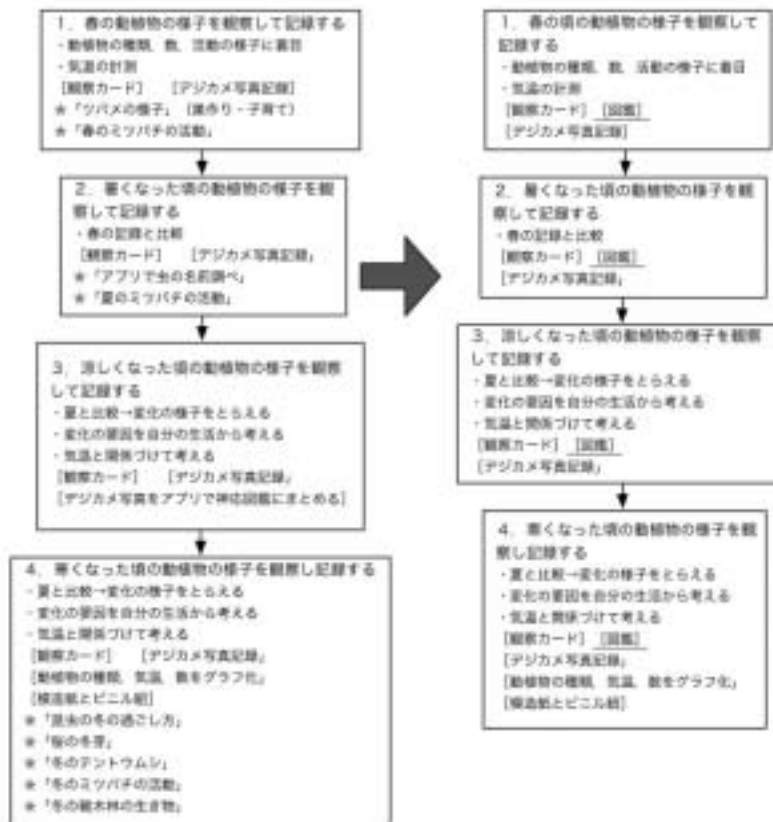 1．春の動植物の様子を観察して記録する
・動植物の種類、数、活動の様子に着目
・気温の計測
［観察カード］　［デジカメ写真記録］
★「ツバメの様子」（巣作り・子育て）
★「春のミツバチの活動」
2．暑くなった頃の動植物の様子を観
察して記録する
・春の記録と比較
［観察カード］　［デジカメ写真記録」
★「アプリで虫の名前調べ」
★「夏のミツバチの活動」
3．涼しくなった頃の動植物の様子を観察
して記録する
・夏と比較→変化の様子をとらえる
・変化の要因を自分の生活から考える
・気温と関係づけて考える
［観察カード］　［デジカメ写真記録」
［デジカメ写真をアプリで 図鑑にまとめる］
4．寒くなった頃の動植物の様子を観察し記録する
・夏と比較→変化の様子をとらえる
・変化の要因を自分の生活から考える
・気温と関係づけて考える
［観察カード］　［デジカメ写真記録」
［動植物の種類、気温、数をグラフ化」
［模造紙とビニル紐］
★「昆虫の冬の過ごし方」
★「桜の冬芽」
★「冬のテントウムシ」
★「冬のミツバチの活動」
★「冬の雑木林の生き物」
1．春の頃の動植物の様子を観察して
記録する
・動植物の種類、数、活動の様子に着目
・気温の計測
［観察カード］［図鑑］
［デジカメ写真記録］
2．暑くなった頃の動植物の様子を観
察して記録する
・春の記録と比較
［観察カード］［図鑑］
［デジカメ写真記録」
3．涼しくなった頃の動植物の様子を観察
して記録する
・夏と比較→変化の様子をとらえる
・変化の要因を自分の生活から考える
・気温と関係づけて考える
［観察カード］［図鑑］
［デジカメ写真記録」
4．寒くなった頃の動植物の様子を観
察し記録する
・夏と比較→変化の様子をとらえる
・変化の要因を自分の生活から考える
・気温と関係づけて考える
［観察カード］［図鑑］
［デジカメ写真記録」
［動植物の種類、気温、数をグラフ化」
［模造紙とビニル紐］